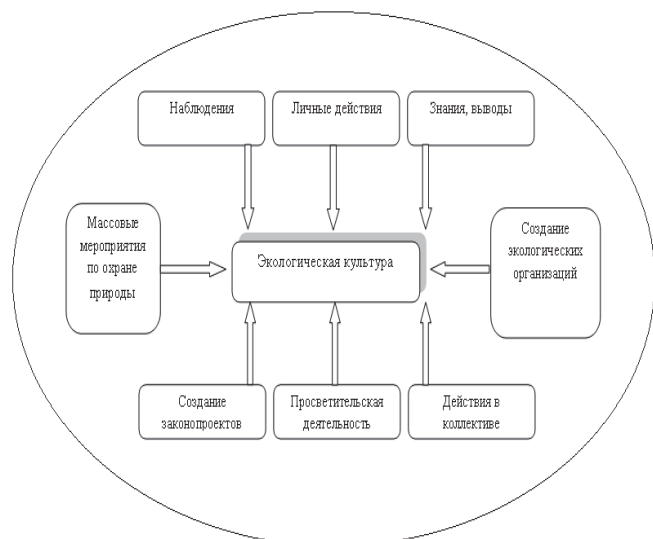 Наблюдения
Личные действия
Знания, выводы
Массовые
мероприятия
по охране
природы
Экологическая культура
Создание
экологических
организаций
Создание
законопроектов
Просветительская
деятельность
Действия в
коллективе